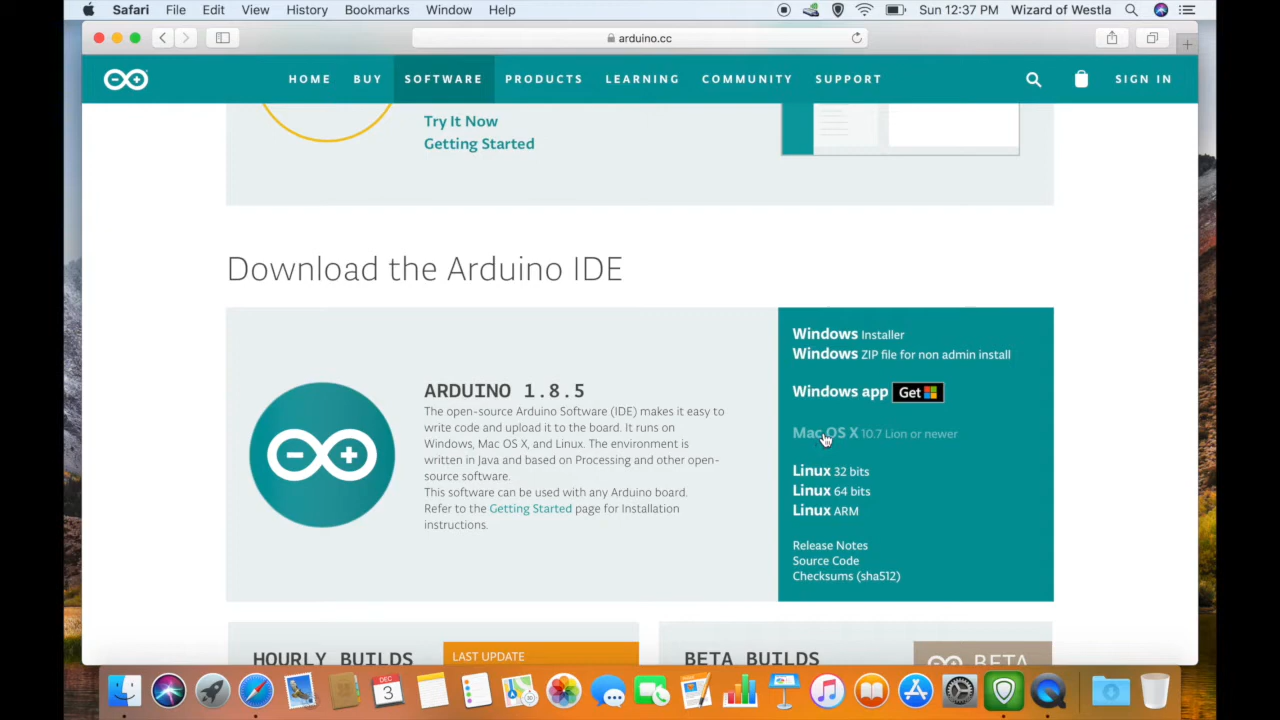 Safari File Edit View History Bookmarks Window Help Sun 12:37 PM Wizard of Westla
arduino.cc
HOME BUY SOFTWARE PRODUCTS LEARNING COMMUNITY SUPPORT SIGN IN
Try It Now
Getting Started
Download the Arduino IDE
ARDUINO 1.8.5
The open-source Arduino Software (IDE) makes it easy to
write code and upload it to the board. It runs on
Windows, Mac OS X, and Linux. The environment is
written in Java and based on Processing and other open-
source software.
This software can be used with any Arduino board.
Refer to the Getting Started page for Installation
instructions.
Windows Installer
Windows ZIP file for non admin install
Windows app Get
Mac OS X 10.7 Lion or newer
Linux 32 bits
Linux 64 bits
Linux ARM
Release Notes
Source Code
Checksums (sha512)
HOURLY BUILDS
LAST UPDATE
BETA BUILDS
BETA
DEC
3